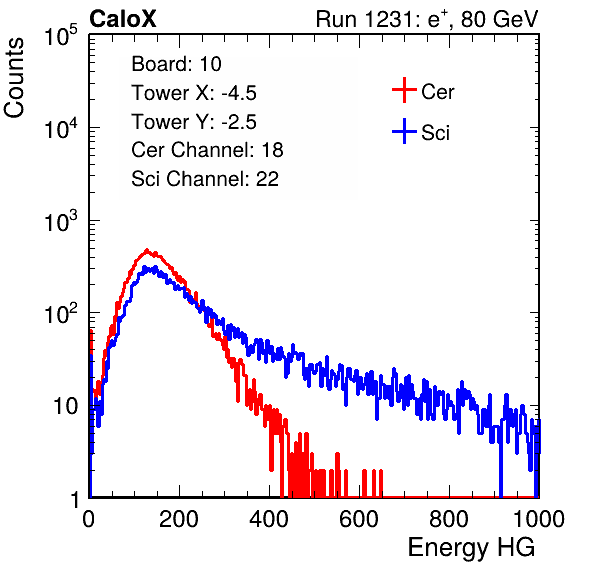 CaloX Run 1231: e⁺, 80 GeV
Counts
10⁵
10⁴
10³
10²
10
1
Board: 10
Tower X: -4.5
Tower Y: -2.5
Cer Channel: 18
Sci Channel: 22
Cer
Sci
0 200 400 600 800 1000
Energy HG